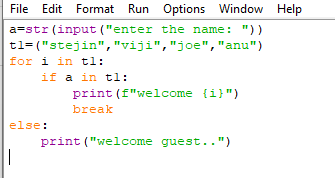 File Edit Format Run Options Window Help
a=str(input("enter the name: "))
tl=("stejin","viji","joe","anu")
for i in tl:
    if a in tl:
        print(f"welcome {i}")
        break
else:
    print("welcome guest..")